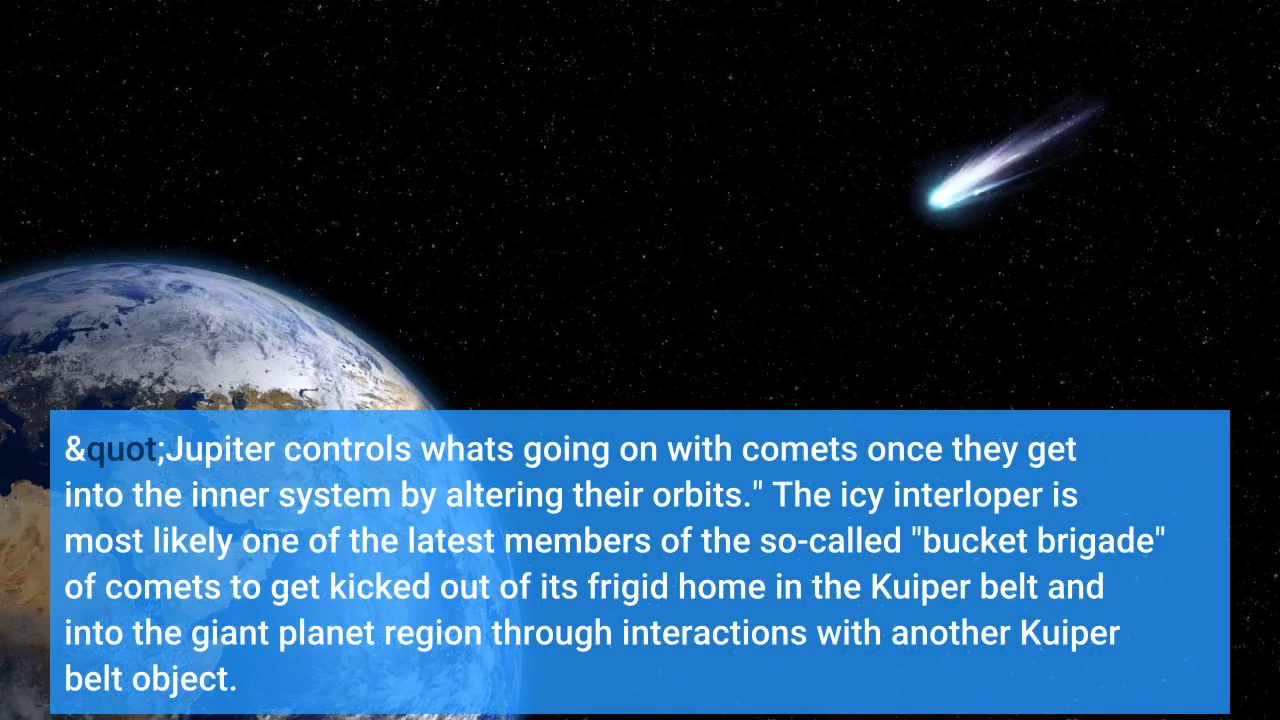 &quot;Jupiter controls whats going on with comets once they get
into the inner system by altering their orbits." The icy interloper is
most likely one of the latest members of the so-called "bucket brigade"
of comets to get kicked out of its frigid home in the Kuiper belt and
into the giant planet region through interactions with another Kuiper
belt object.